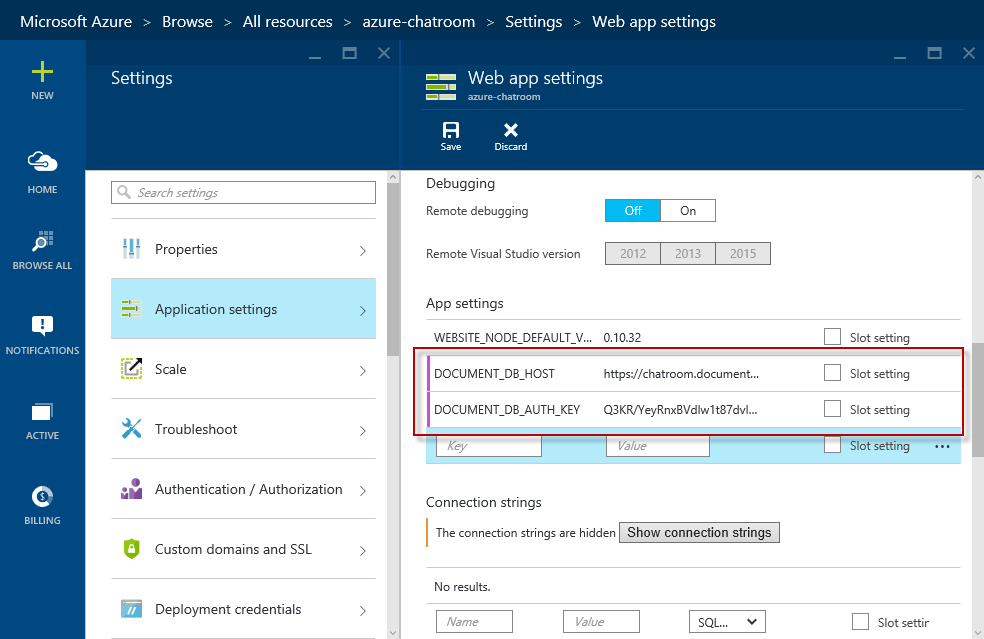 Microsoft Azure > Browse > All resources > azure-chatroom > Settings > Web app settings
NEW
HOME
BROWSE ALL
NOTIFICATIONS
ACTIVE
BILLING
Settings
Search settings
Properties
Application settings
Scale
Troubleshoot
Authentication / Authorization
Custom domains and SSL
Deployment credentials
Web app settings
azure-chatroom
Save Discard
Debugging
Remote debugging Off On
Remote Visual Studio version 2012 2013 2015
App settings
WEBSITE_NODE_DEFAULT_V... 0.10.32 Slot setting
DOCUMENT_DB_HOST https://chatroom.document... Slot setting
DOCUMENT_DB_AUTH_KEY Q3KR/YeyRnxBVdlw1t87dvl... Slot setting
Key Value Slot setting ...
Connection strings
The connection strings are hidden Show connection strings
No results.
Name Value SQL... Slot settir